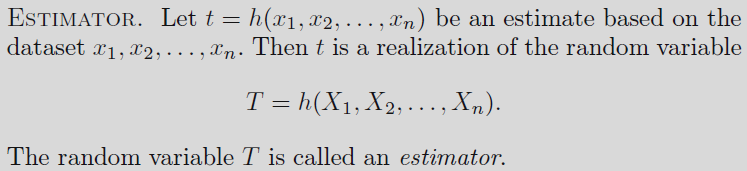 ESTIMATOR. Let t = h(x₁, x₂, . . . , xₙ) be an estimate based on the
dataset x₁, x₂, . . . , xₙ. Then t is a realization of the random variable
T = h(X₁, X₂, . . . , Xₙ).
The random variable T is called an estimator.